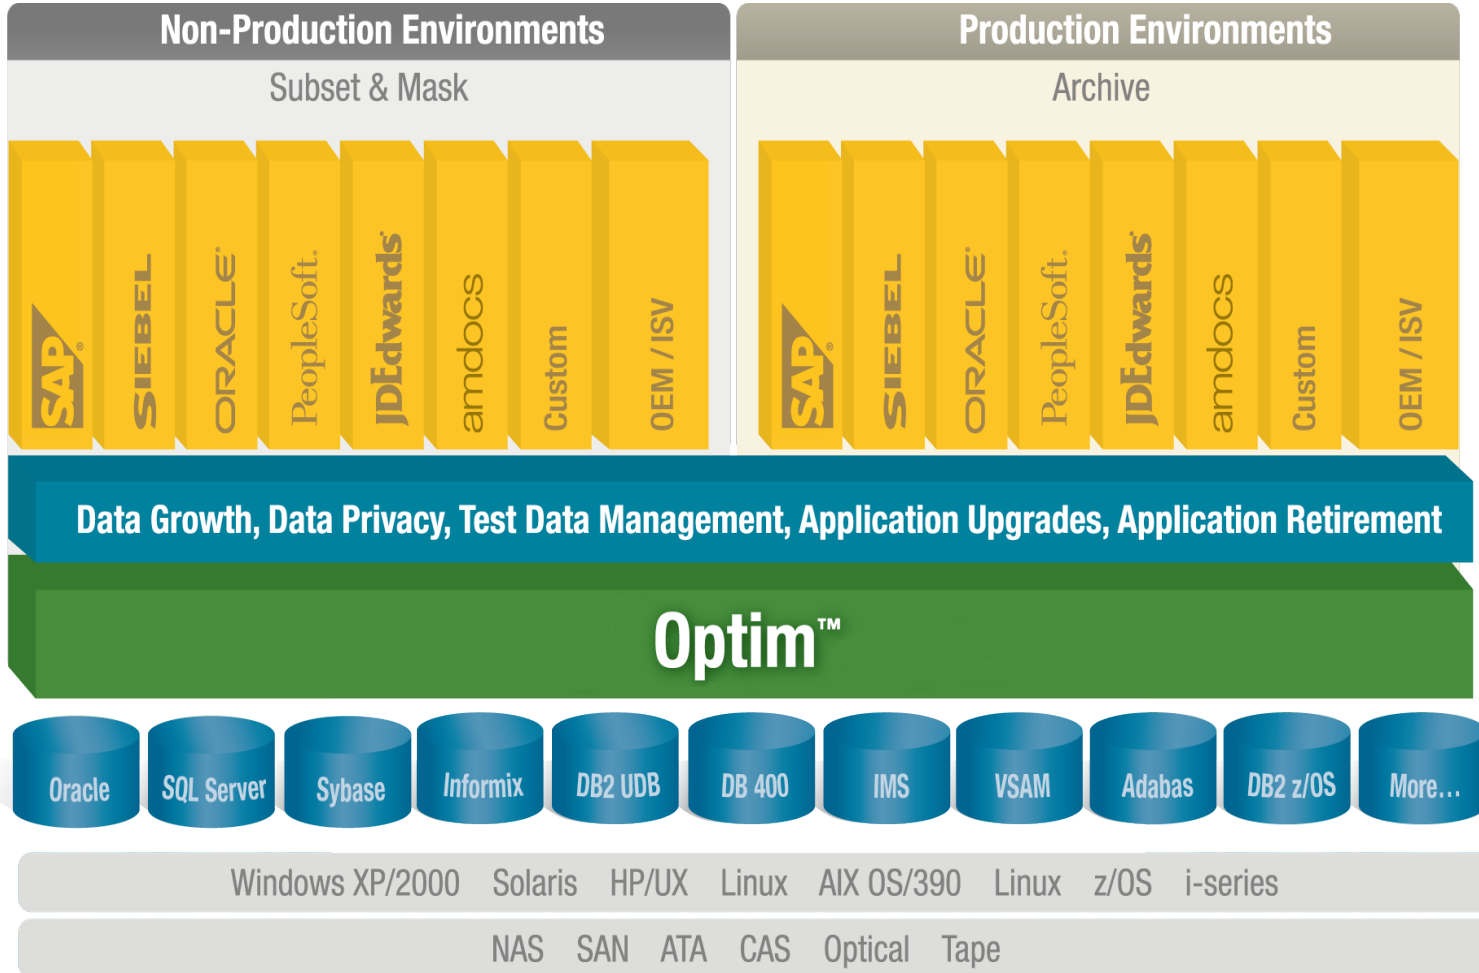 Non-Production Environments
Production Environments
Subset & Mask
Archive
SAP®
SIEBEL
ORACLE®
PeopleSoft.
JDEdwards®
amdocs
Custom
OEM / ISV
SAP®
SIEBEL
ORACLE®
PeopleSoft.
JDEdwards®
amdocs
Custom
OEM / ISV
Data Growth, Data Privacy, Test Data Management, Application Upgrades, Application Retirement
Optim™
Oracle
SQL Server
Sybase
Informix
DB2 UDB
DB 400
IMS
VSAM
Adabas
DB2 z/OS
More...
Windows XP/2000 Solaris HP/UX Linux AIX OS/390 Linux z/OS i-series
NAS SAN ATA CAS Optical Tape